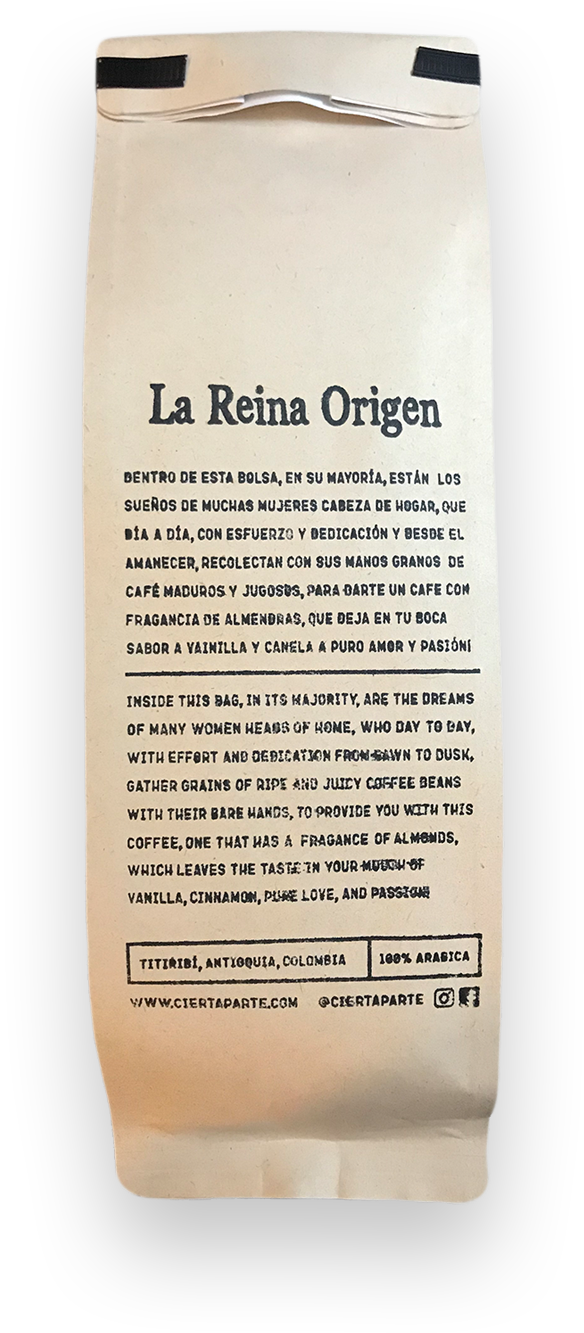 La Reina Origen
DENTRO DE ESTA BOLSA, EN SU MAYORÍA, ESTÁN LOS
SUEÑOS DE MUCHAS MUJERES CABEZA DE HOGAR, QUE
DÍA A DÍA, CON ESFUERZO Y DEDICACIÓN Y DESDE EL
AMANECER, RECOLECTAN CON SUS MANOS GRANOS DE
CAFÉ MADUROS Y JUGOSOS, PARA DARTE UN CAFE CON
FRAGANCIA DE ALMENDRAS, QUE DEJA EN TU BOCA
SABOR A VAINILLA Y CANELA A PURO AMOR Y PASIÓN!
INSIDE THIS BAG, IN ITS MAJORITY, ARE THE DREAMS
OF MANY WOMEN HEADS OF HOME, WHO DAY TO DAY,
WITH EFFORT AND DEDICATION FROM DAWN TO DUSK,
GATHER GRAINS OF RIPE AND JUICY COFFEE BEANS
WITH THEIR BARE HANDS, TO PROVIDE YOU WITH THIS
COFFEE, ONE THAT HAS A FRAGANCE OF ALMONDS,
WHICH LEAVES THE TASTE IN YOUR MOUTH OF
VANILLA, CINNAMON, PURE LOVE, AND PASSION!
TITIRIBÍ, ANTIOQUIA, COLOMBIA 100% ARABICA
WWW.CIERTAPARTE.COM @CIERTAPARTE